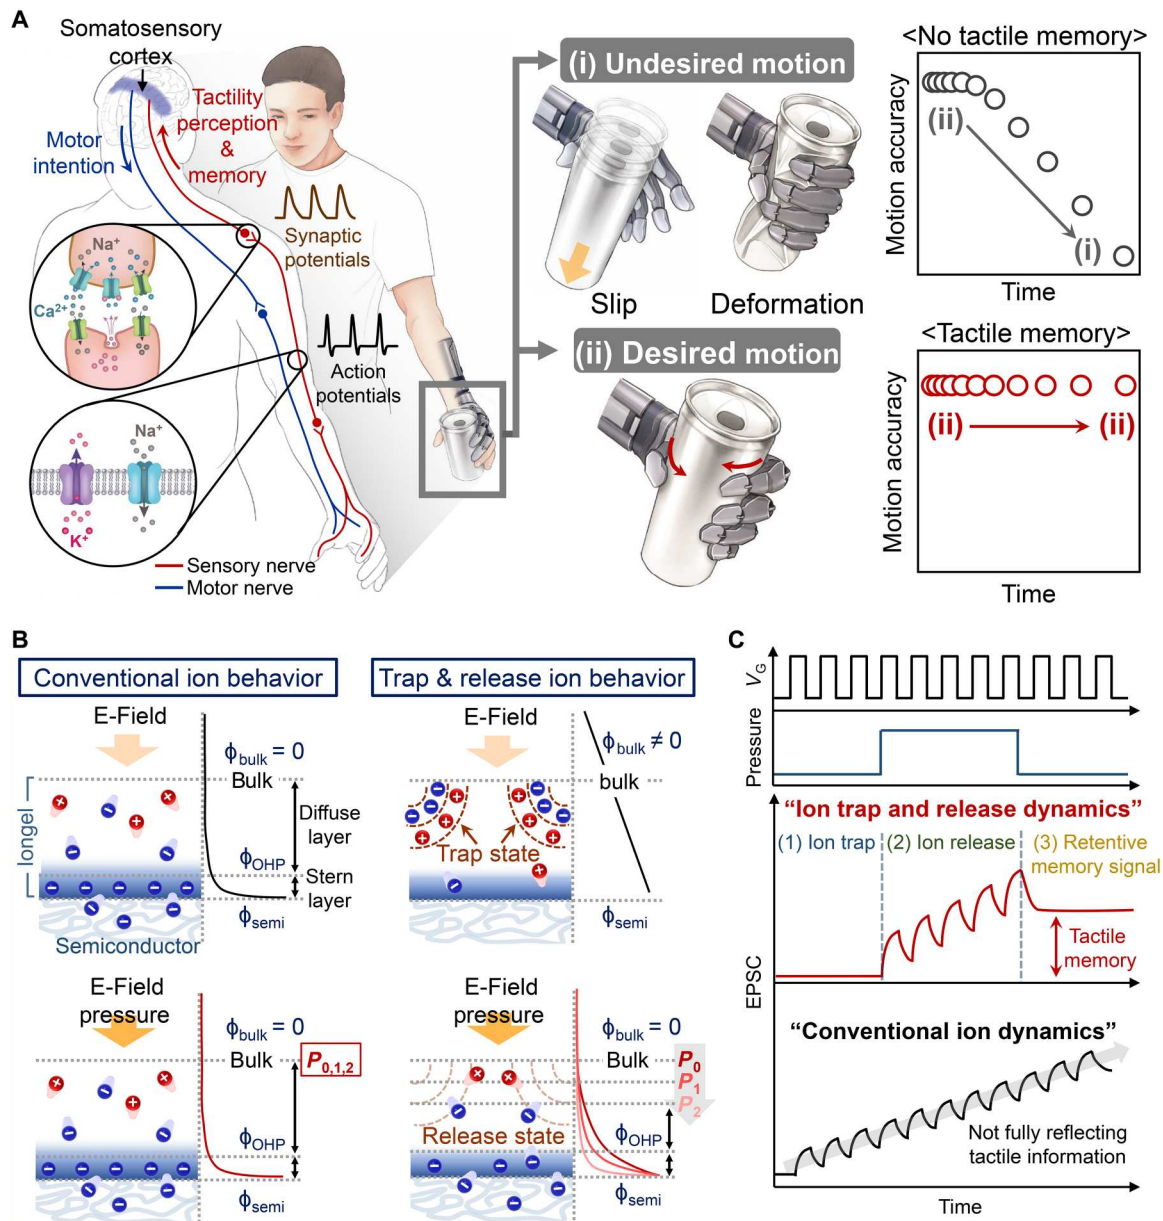 A
Somatosensory
cortex
Tactility
perception
&
memory
Motor
intention
Synaptic
potentials
Na+
Ca2+
Action
potentials
Na+
K+
Sensory nerve
Motor nerve
(i) Undesired motion
Slip
Deformation
(ii) Desired motion
<No tactile memory>
Motion accuracy
(ii)
(i)
Time
<Tactile memory>
Motion accuracy
(ii)
(ii)
Time
B
Conventional ion behavior
E-Field
ϕbulk = 0
Bulk
Diffuse
layer
Iongel
ϕOHP
Stern
layer
ϕsemi
Semiconductor
E-Field
pressure
ϕbulk = 0
Bulk
P0,1,2
ϕOHP
ϕsemi
Trap & release ion behavior
E-Field
ϕbulk ≠ 0
bulk
Trap state
ϕsemi
E-Field
pressure
ϕbulk = 0
Bulk
P0
P1
P2
Release state
ϕOHP
ϕsemi
C
VG
Pressure
"Ion trap and release dynamics"
(1) Ion trap
(2) Ion release
(3) Retentive
memory signal
Tactile
memory
EPSC
"Conventional ion dynamics"
Not fully reflecting
tactile information
Time